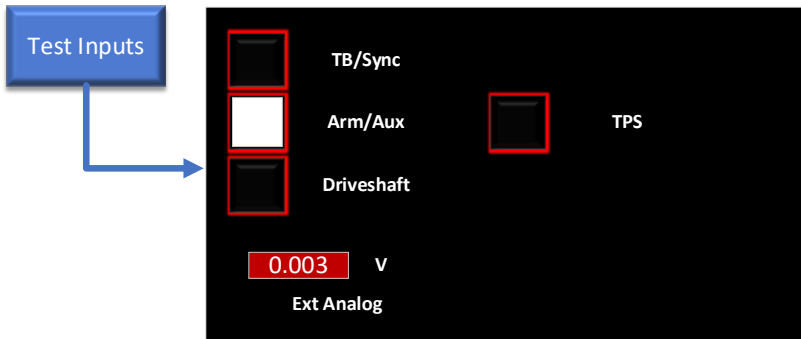 Test Inputs
TB/Sync
Arm/Aux
TPS
Driveshaft
0.003 V
Ext Analog